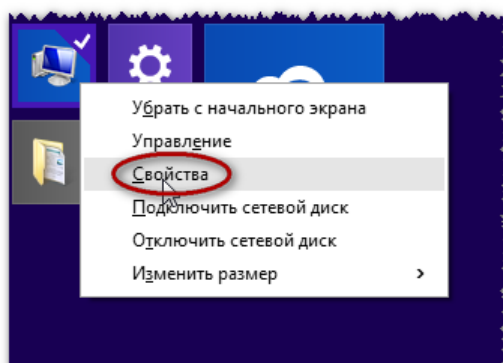 Убрать с начального экрана
Управление
Свойства
Подключить сетевой диск
Отключить сетевой диск
Изменить размер